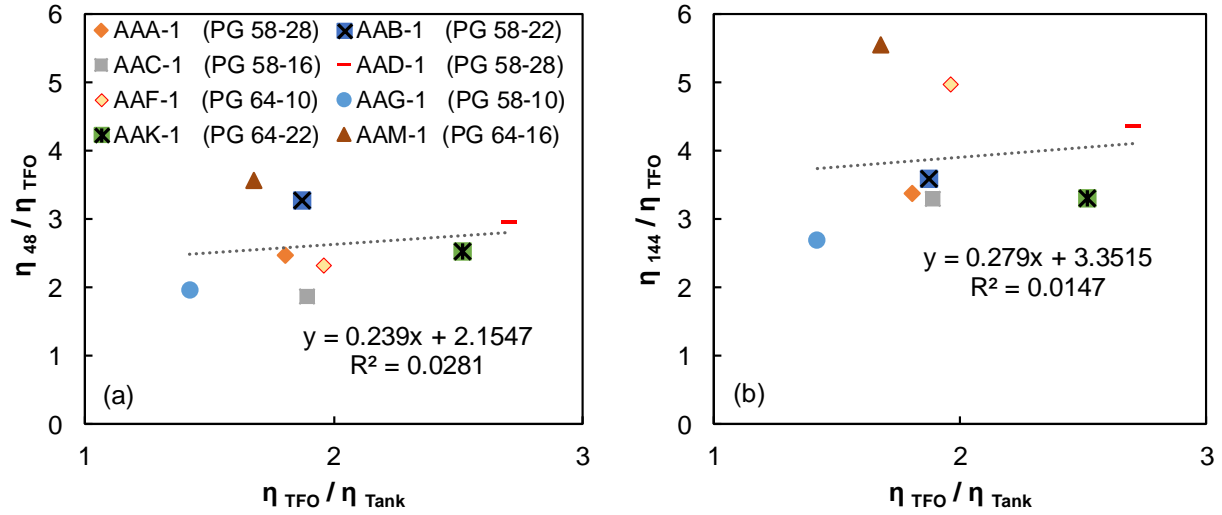 6
5
4
3
2
1
0
η 48 / η TFO
AAA-1 (PG 58-28) AAB-1 (PG 58-22)
AAC-1 (PG 58-16) AAD-1 (PG 58-28)
AAF-1 (PG 64-10) AAG-1 (PG 58-10)
AAK-1 (PG 64-22) AAM-1 (PG 64-16)
y = 0.239x + 2.1547
R² = 0.0281
(a)
1 2 3
η TFO / η Tank
6
5
4
3
2
1
0
η 144 / η TFO
y = 0.279x + 3.3515
R² = 0.0147
(b)
1 2 3
η TFO / η Tank